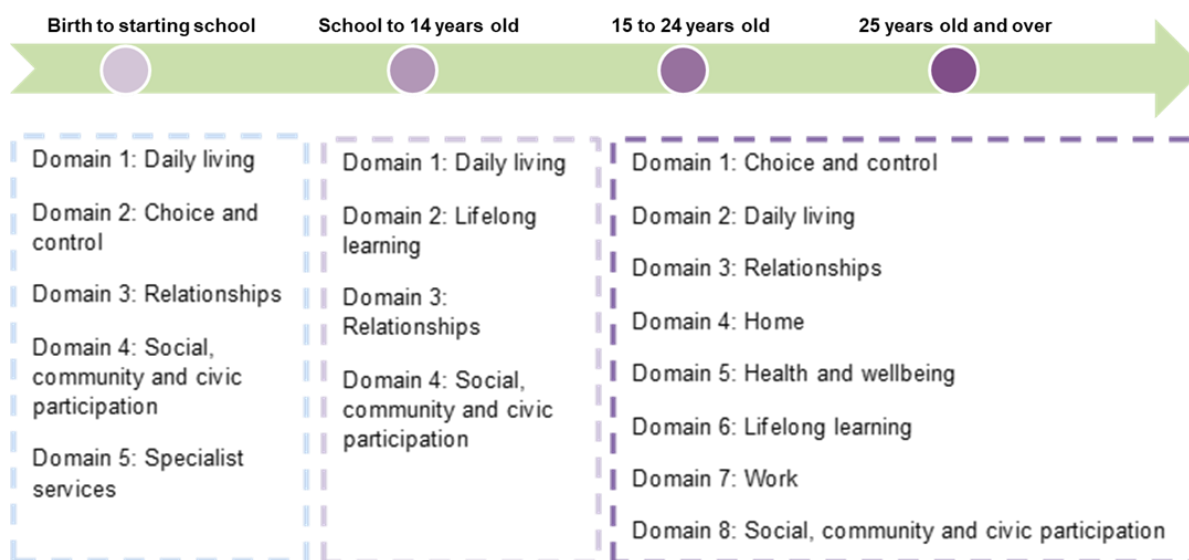 Birth to starting school
School to 14 years old
15 to 24 years old
25 years old and over
Domain 1: Daily living
Domain 2: Choice and
control
Domain 3: Relationships
Domain 4: Social,
community and civic
participation
Domain 5: Specialist
services
Domain 1: Daily living
Domain 2: Lifelong
learning
Domain 3:
Relationships
Domain 4: Social,
community and civic
participation
Domain 1: Choice and control
Domain 2: Daily living
Domain 3: Relationships
Domain 4: Home
Domain 5: Health and wellbeing
Domain 6: Lifelong learning
Domain 7: Work
Domain 8: Social, community and civic participation